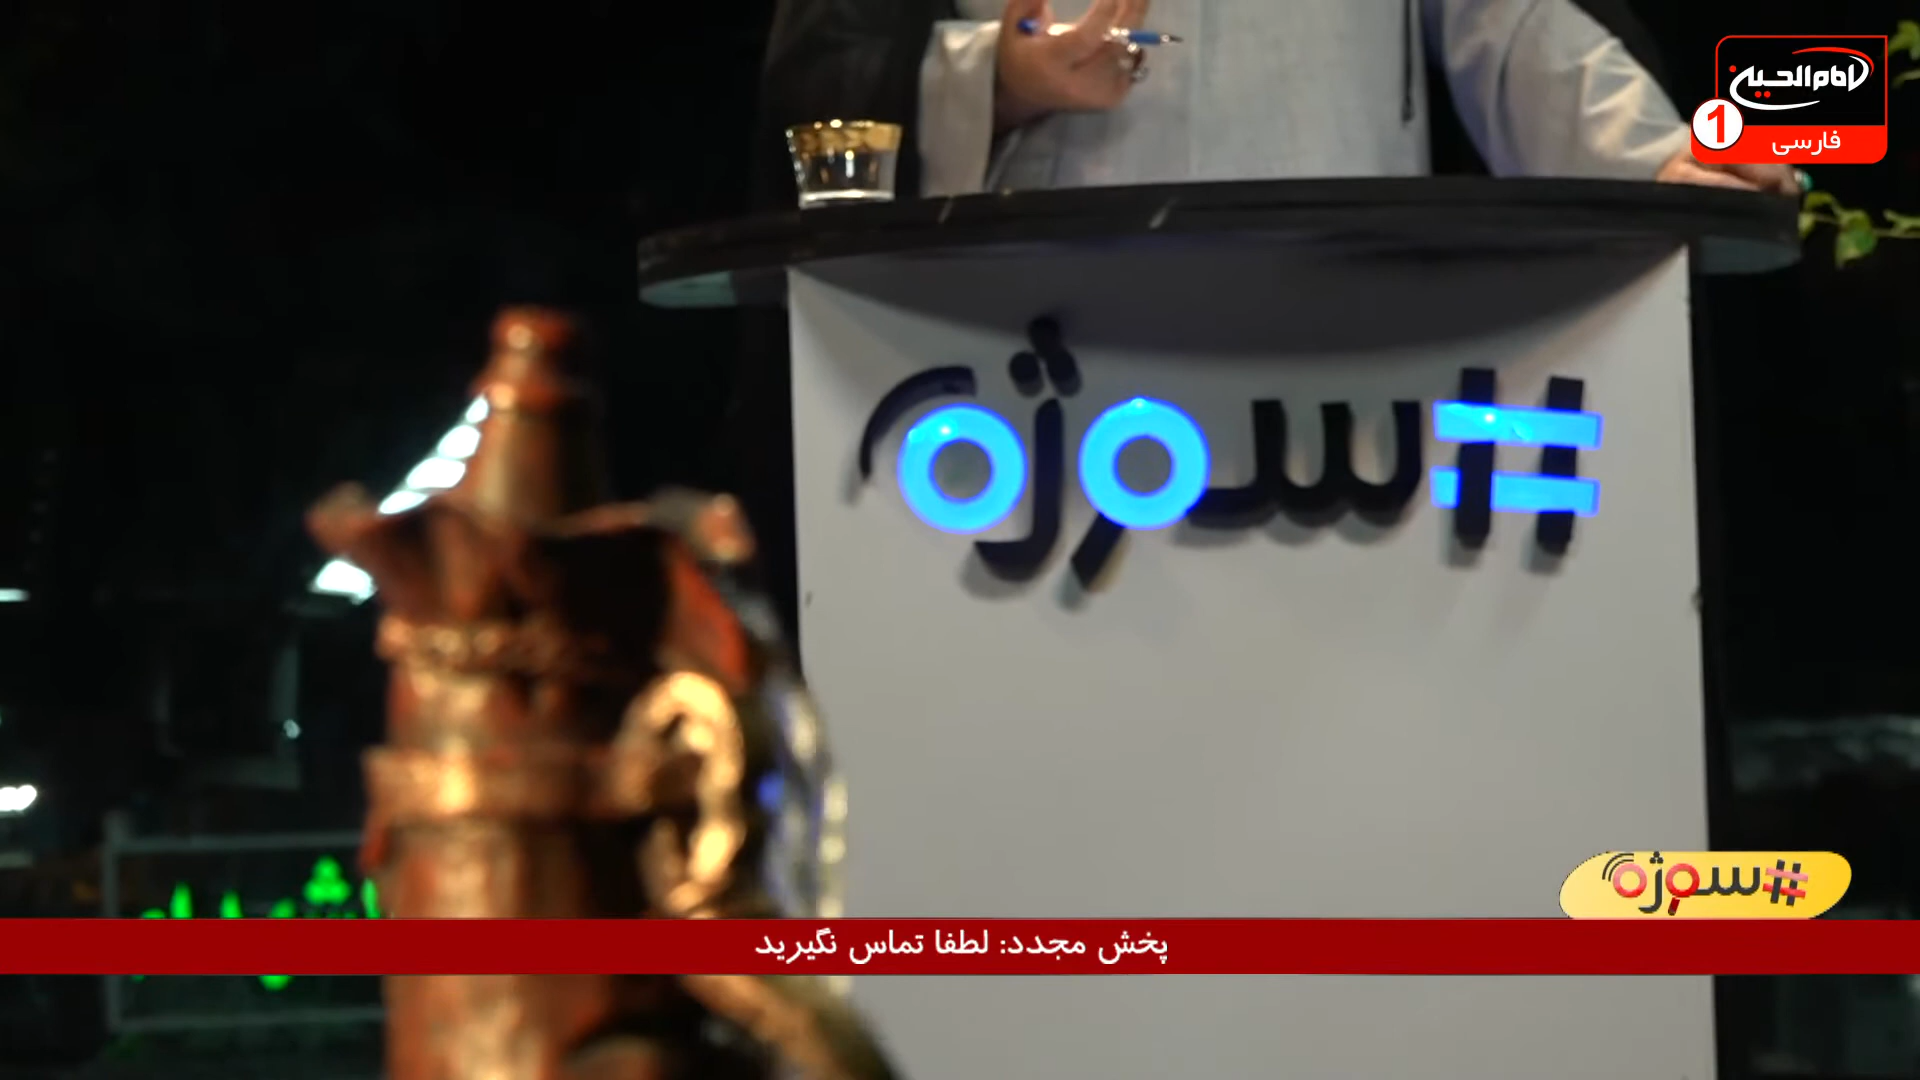 امام الحسین
1
فارسی
#سوژه
#سوژه
پخش مجدد: لطفا تماس نگیرید